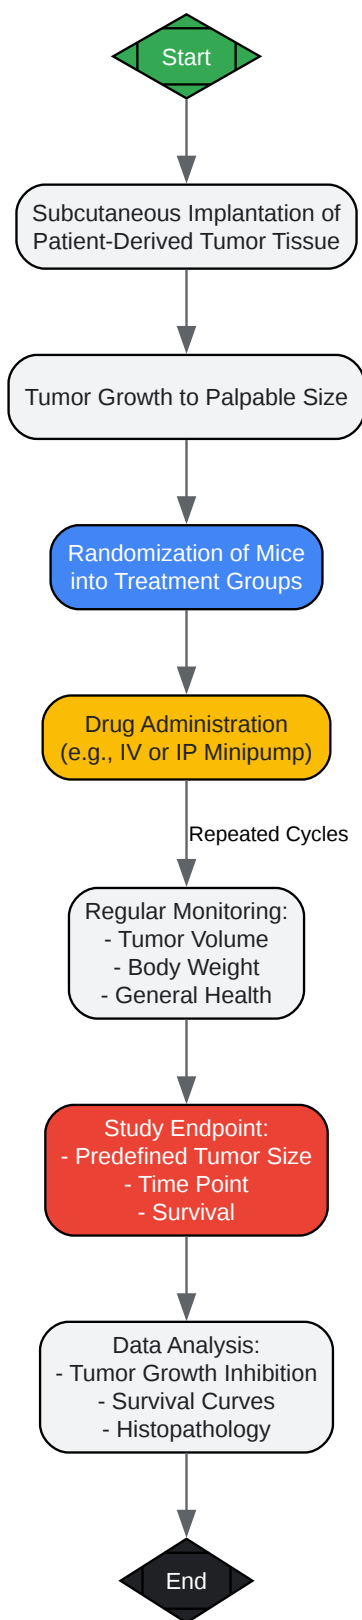 Start
Subcutaneous Implantation of
Patient-Derived Tumor Tissue
Tumor Growth to Palpable Size
Randomization of Mice
into Treatment Groups
Drug Administration
(e.g., IV or IP Minipump)
Repeated Cycles
Regular Monitoring:
- Tumor Volume
- Body Weight
- General Health
Study Endpoint:
- Predefined Tumor Size
- Time Point
- Survival
Data Analysis:
- Tumor Growth Inhibition
- Survival Curves
- Histopathology
End